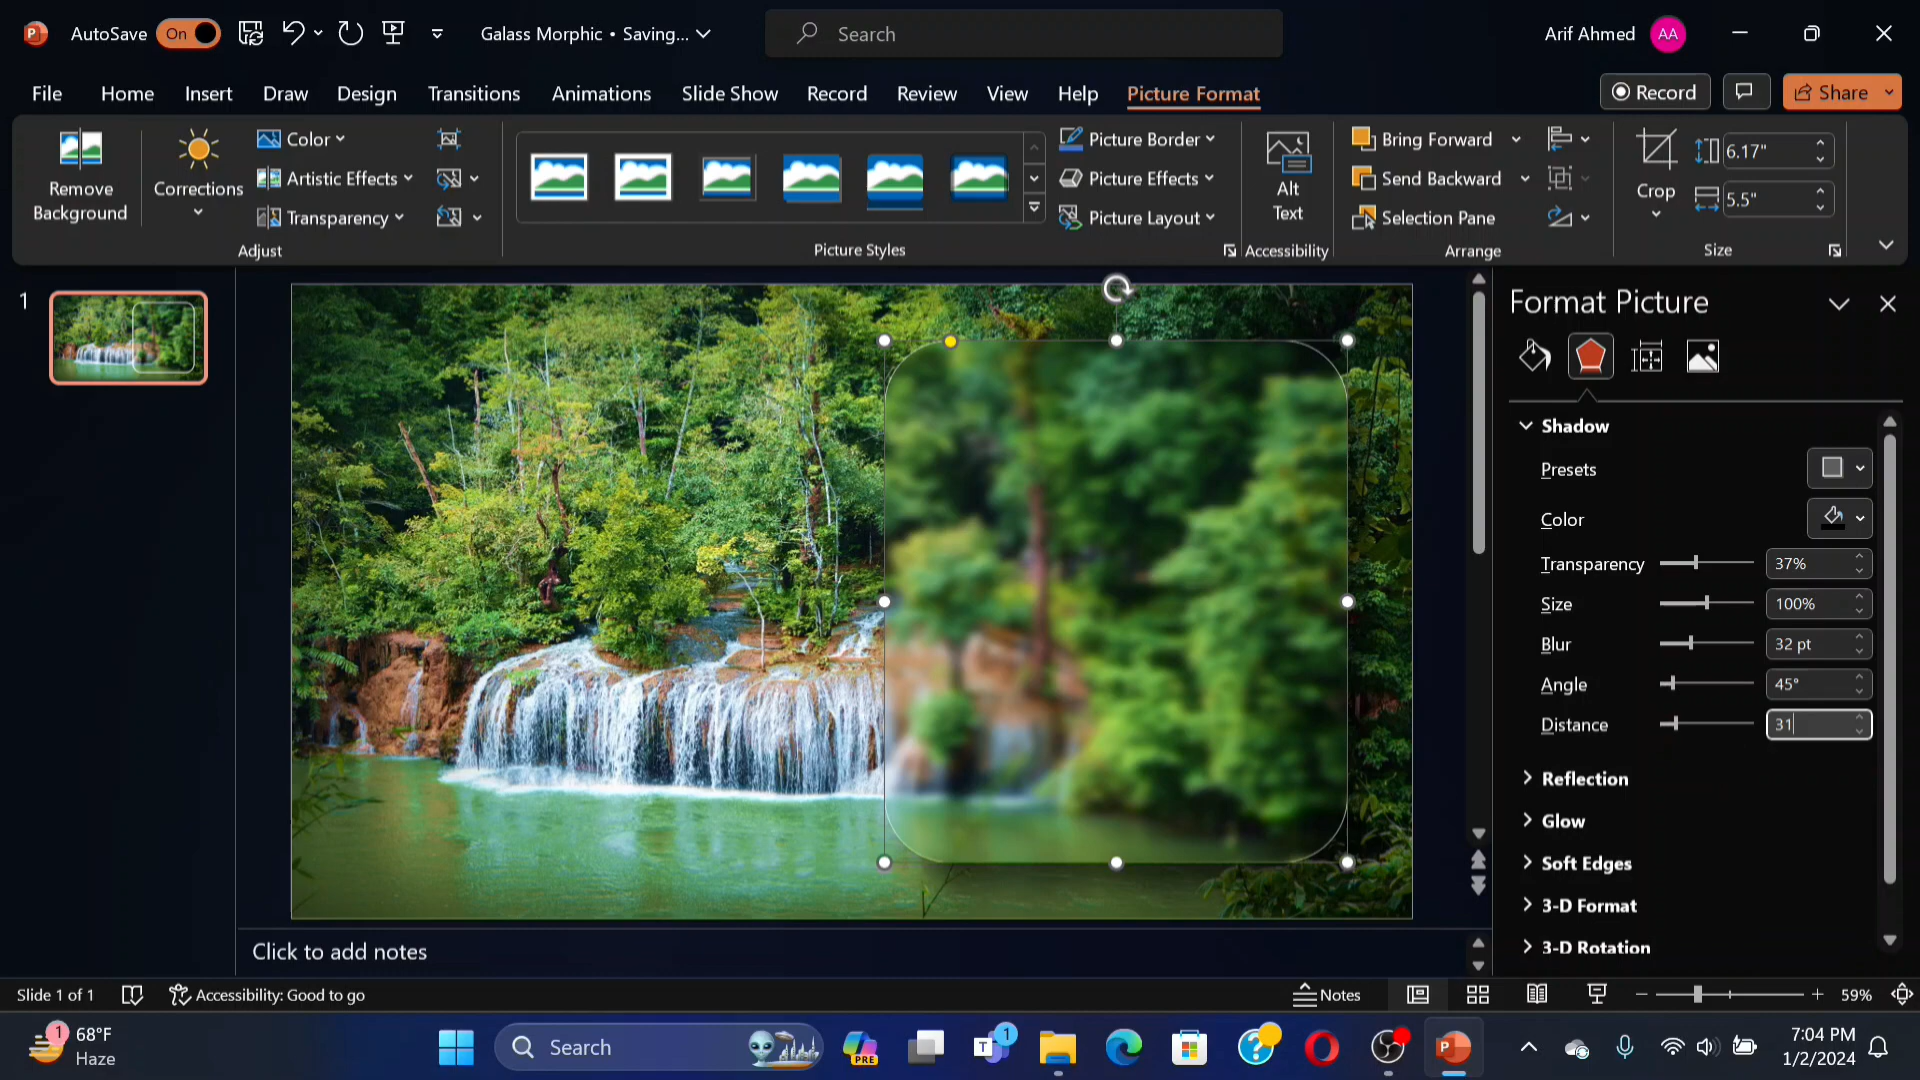 AutoSave On Galass Morphic • Saving... Search Arif Ahmed AA
File Home Insert Draw Design Transitions Animations Slide Show Record Review View Help Picture Format Record Share
Remove Background
Corrections
Color
Artistic Effects
Transparency
Adjust
Picture Border
Picture Effects
Picture Layout
Picture Styles
Alt Text
Accessibility
Bring Forward
Send Backward
Selection Pane
Arrange
Crop
6.17"
5.5"
Size
1
Format Picture
Shadow
Presets
Color
Transparency 37%
Size 100%
Blur 32 pt
Angle 45°
Distance 31
Reflection
Glow
Soft Edges
3-D Format
3-D Rotation
Click to add notes
Slide 1 of 1 Accessibility: Good to go Notes 59%
1 68°F
Haze
Search
PRE
T 1
7:04 PM
1/2/2024